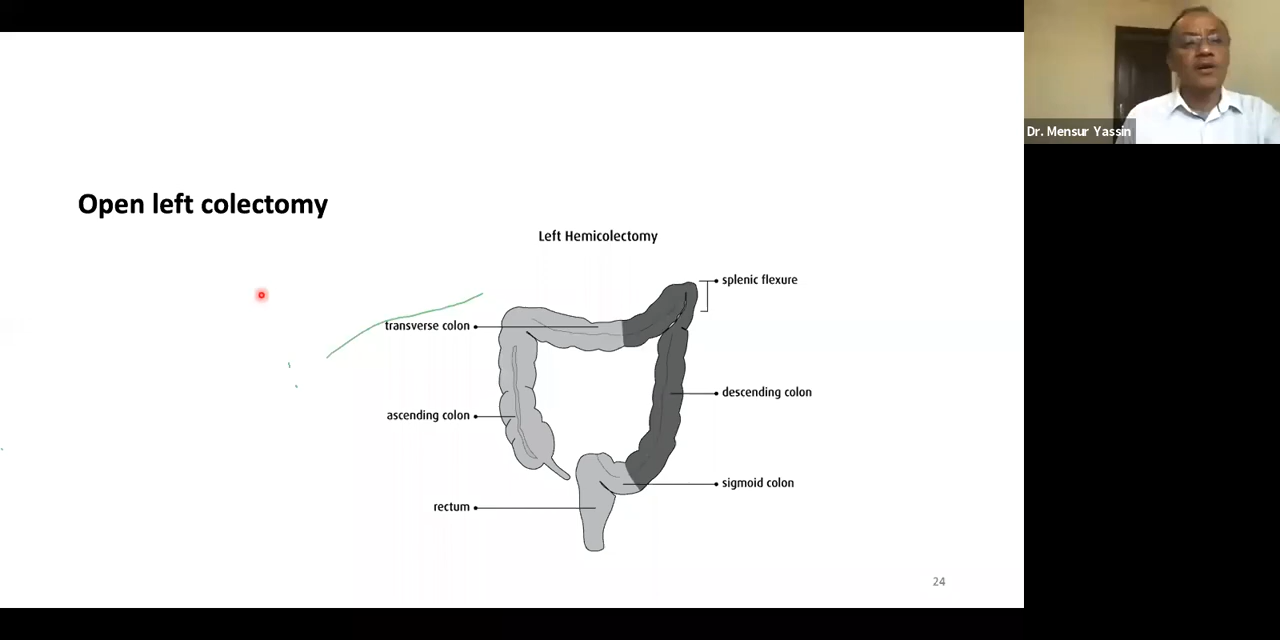 Open left colectomy
Left Hemicolectomy
splenic flexure
transverse colon
descending colon
ascending colon
sigmoid colon
rectum
24
Dr. Mensur Yassin